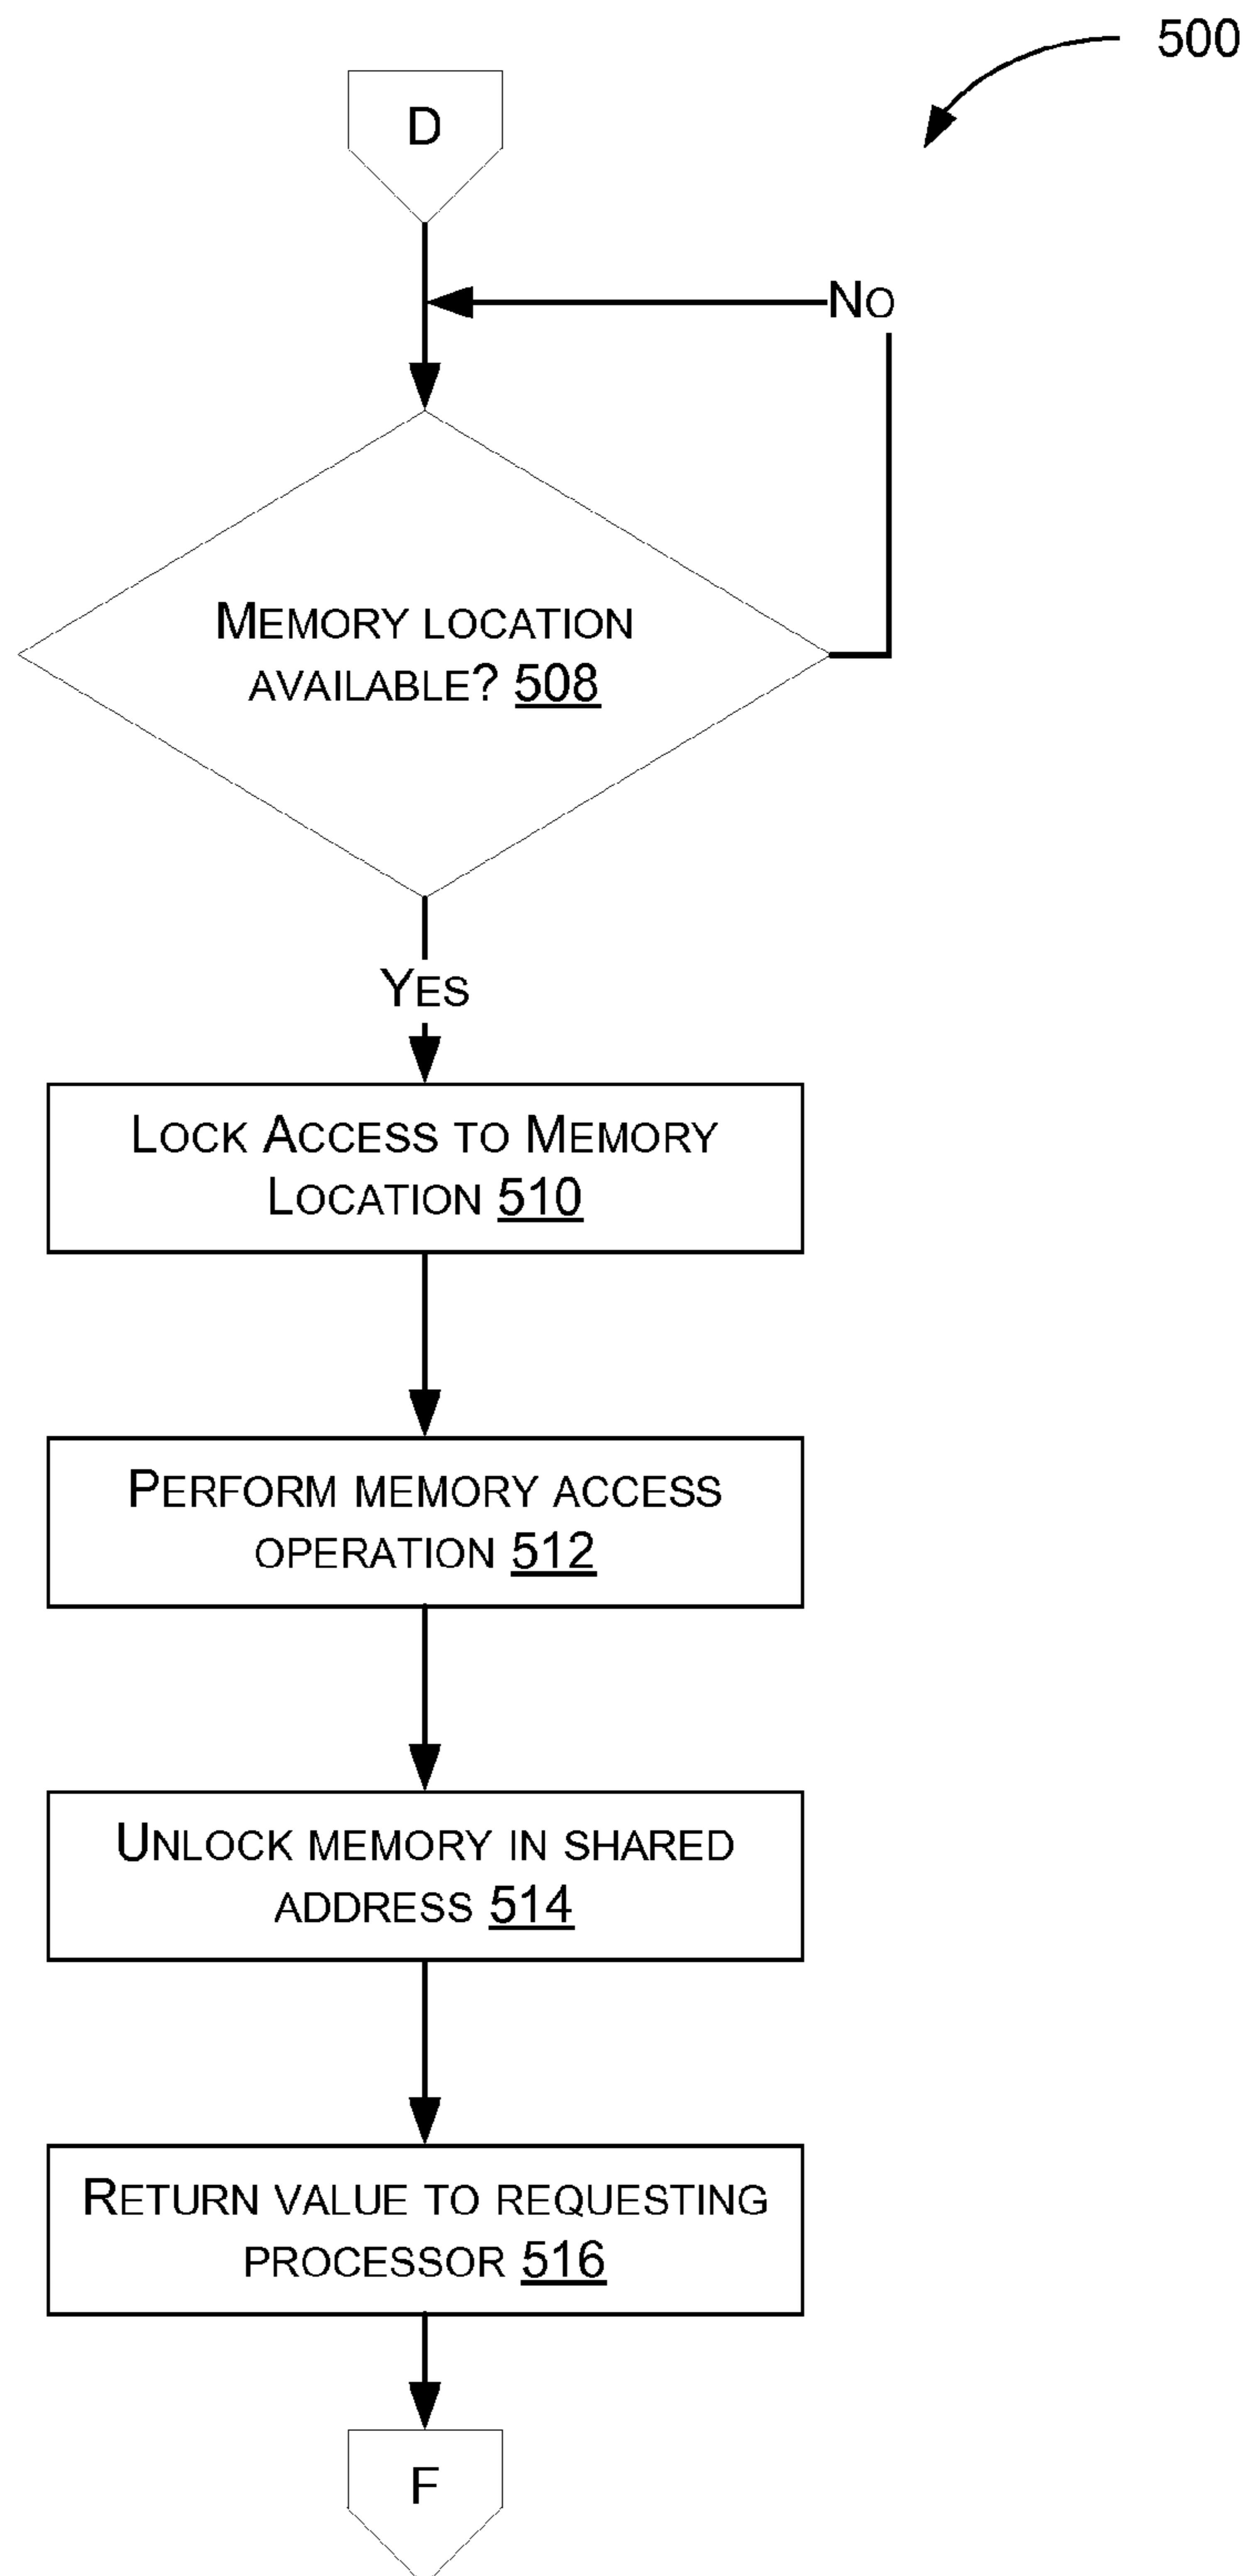 500
D
No
Memory location
available? 508
Yes
Lock Access to Memory
Location 510
Perform memory access
operation 512
Unlock memory in shared
address 514
Return value to requesting
processor 516
F